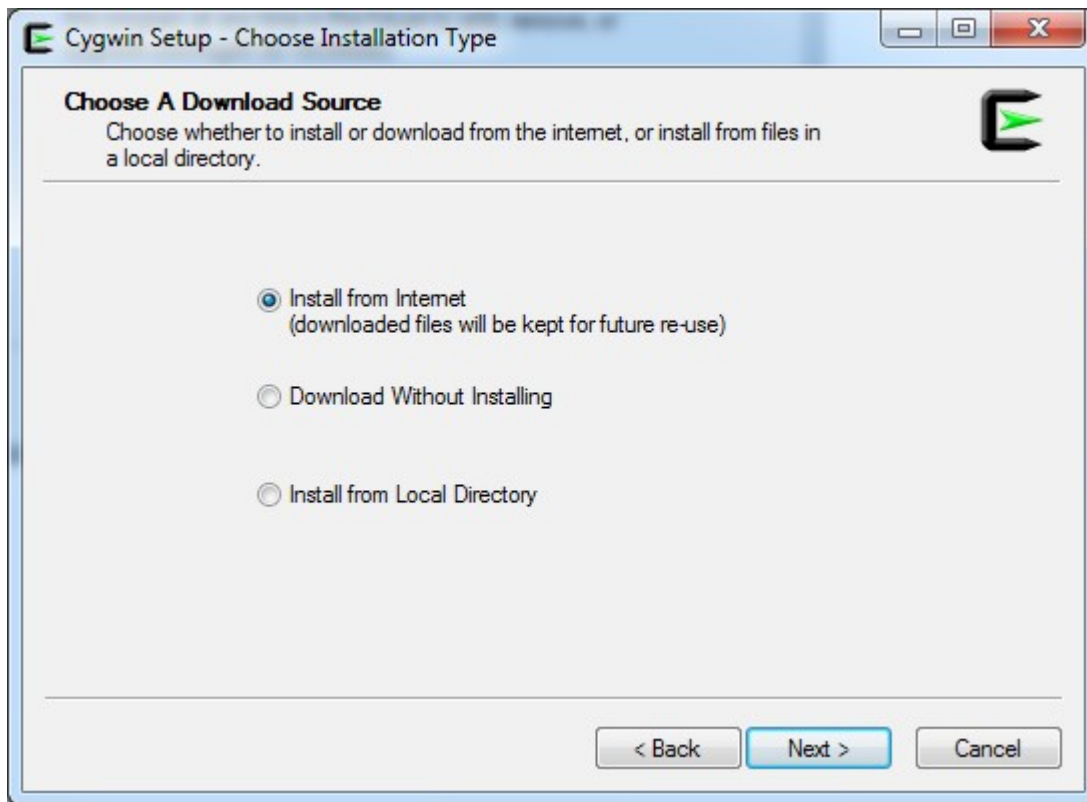 Cygwin Setup - Choose Installation Type
Choose A Download Source
Choose whether to install or download from the internet, or install from files in
a local directory.
Install from Internet
(downloaded files will be kept for future re-use)
Download Without Installing
Install from Local Directory
< Back
Next >
Cancel